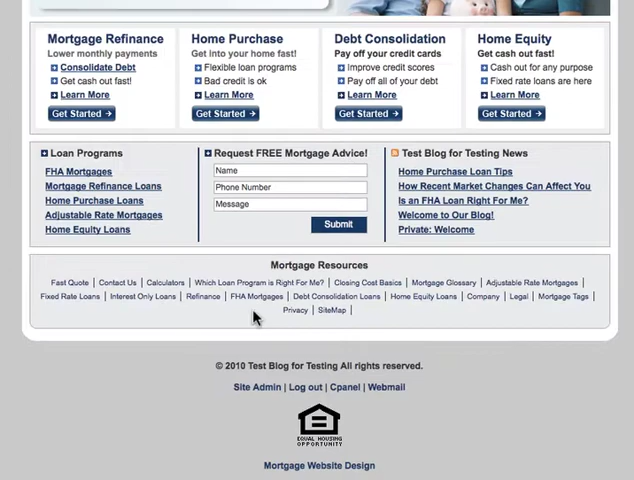 Mortgage Refinance
Lower monthly payments
Consolidate Debt
Get cash out fast!
Learn More
Get Started
Home Purchase
Get into your home fast!
Flexible loan programs
Bad credit is ok
Learn More
Get Started
Debt Consolidation
Pay off your credit cards
Improve credit scores
Pay off all of your debt
Learn More
Get Started
Home Equity
Get cash out fast!
Cash out for any purpose
Fixed rate loans are here
Learn More
Get Started
Loan Programs
FHA Mortgages
Mortgage Refinance Loans
Home Purchase Loans
Adjustable Rate Mortgages
Home Equity Loans
Request FREE Mortgage Advice!
Name
Phone Number
Message
Submit
Test Blog for Testing News
Home Purchase Loan Tips
How Recent Market Changes Can Affect You
Is an FHA Loan Right For Me?
Welcome to Our Blog!
Private: Welcome
Mortgage Resources
Fast Quote | Contact Us | Calculators | Which Loan Program is Right For Me? | Closing Cost Basics | Mortgage Glossary | Adjustable Rate Mortgages |
Fixed Rate Loans | Interest Only Loans | Refinance | FHA Mortgages | Debt Consolidation Loans | Home Equity Loans | Company | Legal | Mortgage Tags |
Privacy | SiteMap |
© 2010 Test Blog for Testing All rights reserved.
Site Admin | Log out | Cpanel | Webmail
EQUAL HOUSING
OPPORTUNITY
Mortgage Website Design